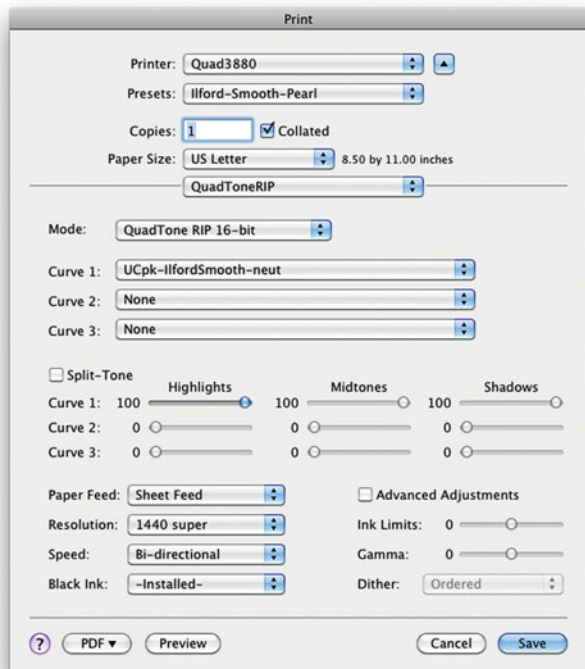 Print
Printer: Quad3880
Presets: Ilford-Smooth-Pearl
Copies: 1 Collated
Paper Size: US Letter 8.50 by 11.00 inches
QuadToneRIP
Mode: QuadTone RIP 16-bit
Curve 1: UCpk-IlfordSmooth-neut
Curve 2: None
Curve 3: None
Split-Tone
Highlights Midtones Shadows
Curve 1: 100 100 100
Curve 2: 0 0 0
Curve 3: 0 0 0
Paper Feed: Sheet Feed Advanced Adjustments
Resolution: 1440 super Ink Limits: 0
Speed: Bi-directional Gamma: 0
Black Ink: -Installed- Dither: Ordered
? PDF ▼ Preview Cancel Save